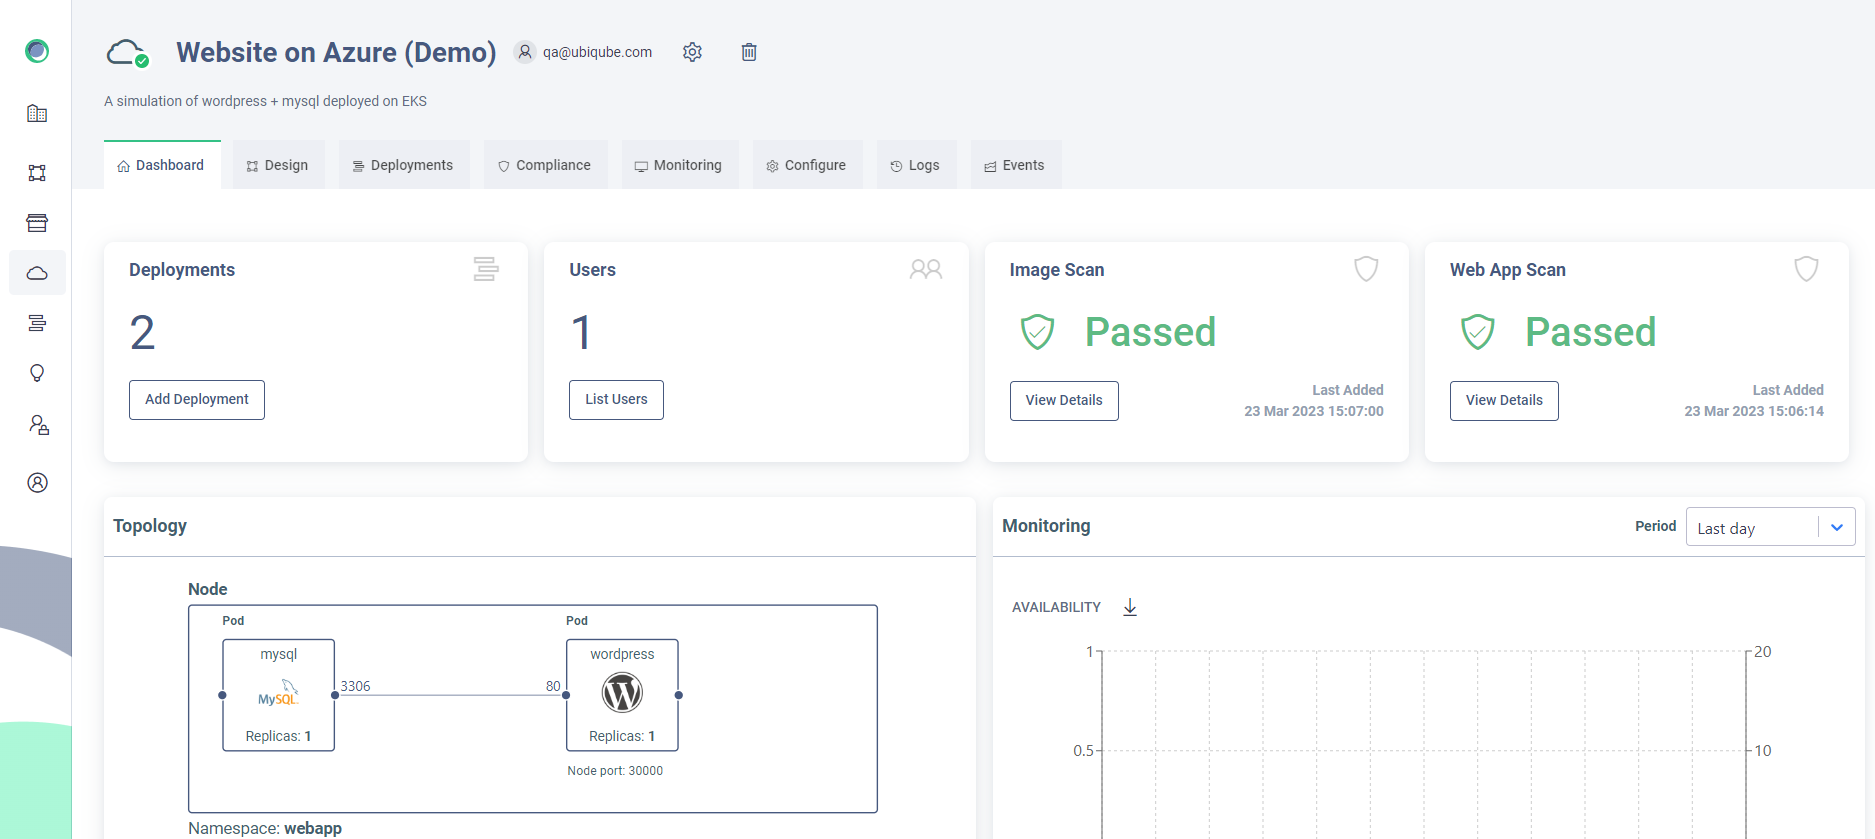 Website on Azure (Demo)
qa@ubiqube.com
A simulation of wordpress + mysql deployed on EKS
Dashboard
Design
Deployments
Compliance
Monitoring
Configure
Logs
Events
Deployments
2
Add Deployment
Users
1
List Users
Image Scan
Passed
View Details
Last Added
23 Mar 2023 15:07:00
Web App Scan
Passed
View Details
Last Added
23 Mar 2023 15:06:14
Topology
Node
Pod
mysql
MySQL
Replicas: 1
3306
80
Pod
wordpress
Replicas: 1
Node port: 30000
Namespace: webapp
Monitoring
Period
Last day
AVAILABILITY
1
20
0.5
10